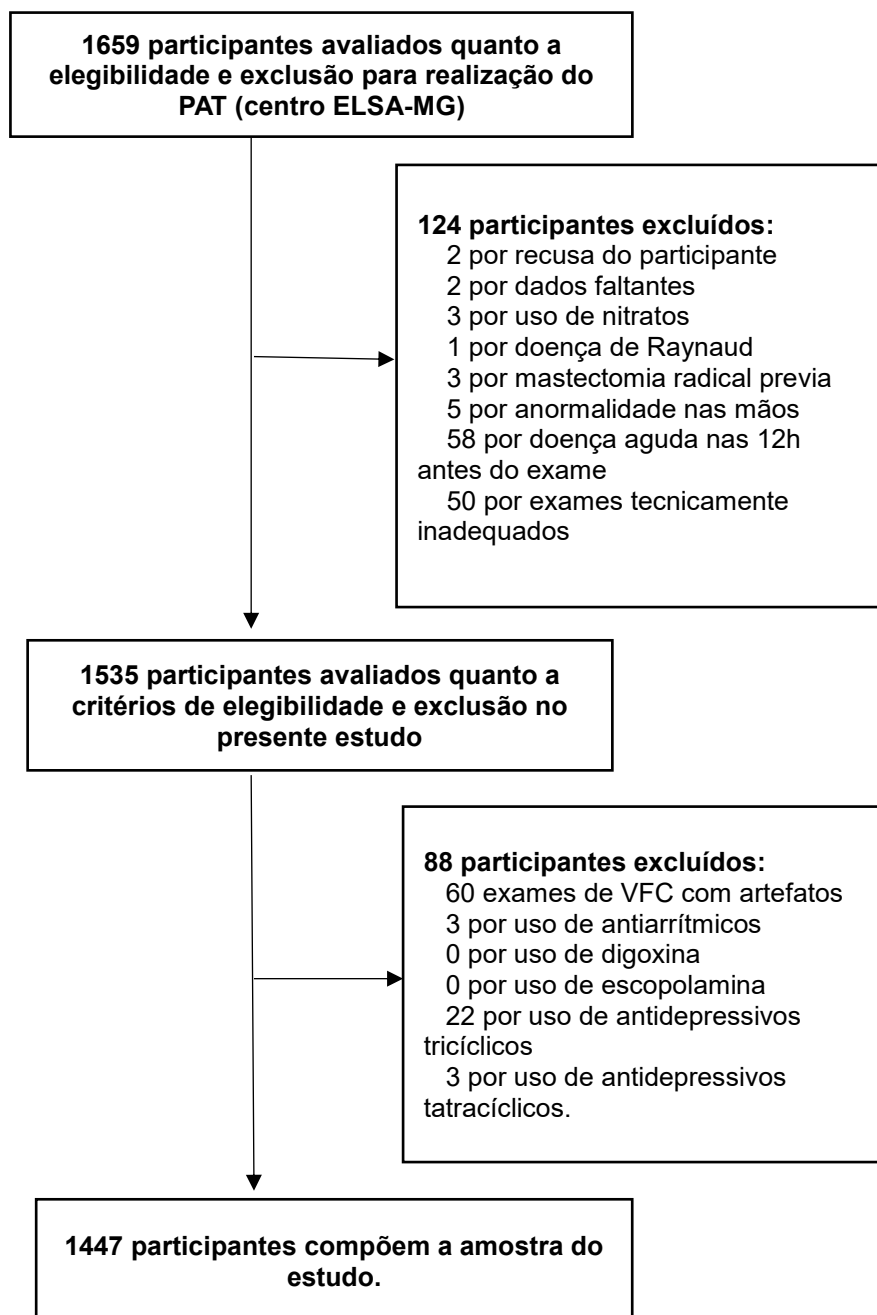 1659 participantes avaliados quanto a
elegibilidade e exclusão para realização do
PAT (centro ELSA-MG)
124 participantes excluídos:
2 por recusa do participante
2 por dados faltantes
3 por uso de nitratos
1 por doença de Raynaud
3 por mastectomia radical previa
5 por anormalidade nas mãos
58 por doença aguda nas 12h
antes do exame
50 por exames tecnicamente
inadequados
1535 participantes avaliados quanto a
critérios de elegibilidade e exclusão no
presente estudo
88 participantes excluídos:
60 exames de VFC com artefatos
3 por uso de antiarrítmicos
0 por uso de digoxina
0 por uso de escopolamina
22 por uso de antidepressivos
tricíclicos
3 por uso de antidepressivos
tatracíclicos.
1447 participantes compõem a amostra do
estudo.